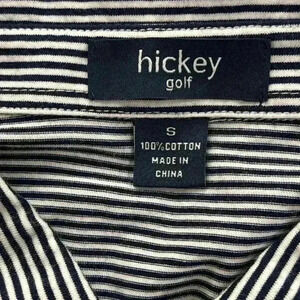 hickey
golf
S
100% COTTON
MADE IN
CHINA